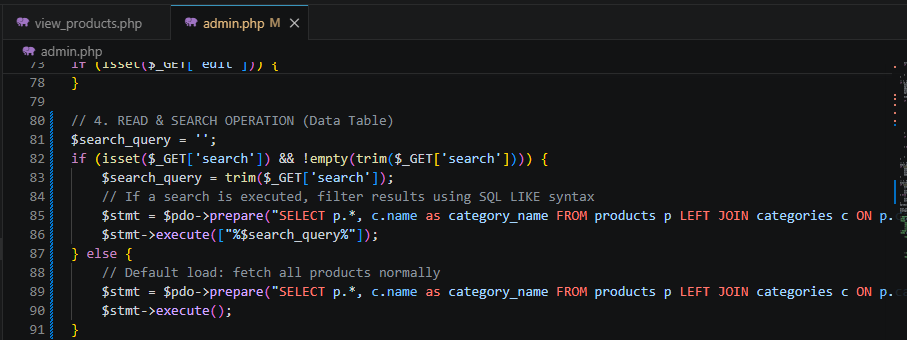 view_products.php admin.php M ×
admin.php
73 if (isset($_GET['edit'])) {
78 }
79
80 // 4. READ & SEARCH OPERATION (Data Table)
81 $search_query = '';
82 if (isset($_GET['search']) && !empty(trim($_GET['search']))) {
83 $search_query = trim($_GET['search']);
84 // If a search is executed, filter results using SQL LIKE syntax
85 $stmt = $pdo->prepare("SELECT p.*, c.name as category_name FROM products p LEFT JOIN categories c ON p.
86 $stmt->execute(["%$search_query%"]);
87 } else {
88 // Default load: fetch all products normally
89 $stmt = $pdo->prepare("SELECT p.*, c.name as category_name FROM products p LEFT JOIN categories c ON p.
90 $stmt->execute();
91 }